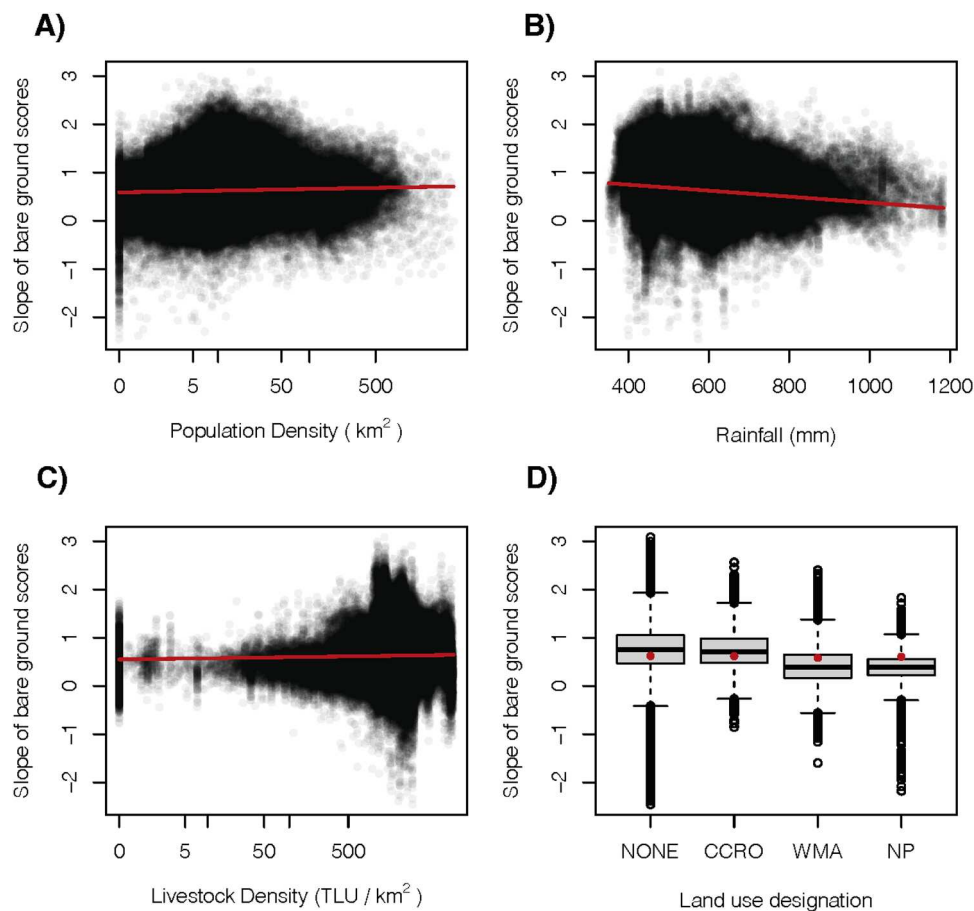 A)
Slope of bare ground scores
3
2
1
0
−1
−2
0 5 50 500
Population Density ( km² )
B)
Slope of bare ground scores
3
2
1
0
−1
−2
400 600 800 1000 1200
Rainfall (mm)
C)
Slope of bare ground scores
3
2
1
0
−1
−2
0 5 50 500
Livestock Density (TLU / km² )
D)
Slope of bare ground scores
3
2
1
0
−1
−2
NONE CCRO WMA NP
Land use designation